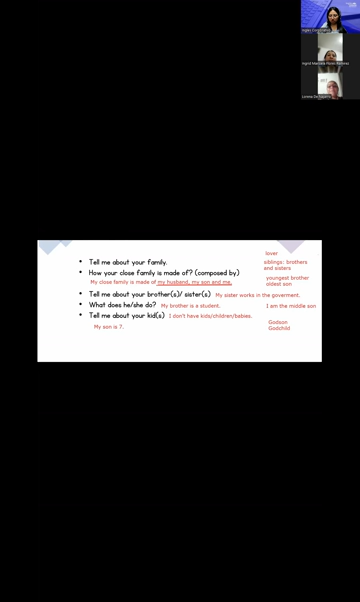 • Tell me about your family.
• How your close family is made of? (composed by)
My close family is made of my husband, my son and me.
• Tell me about your brother(s)/ sister(s) My sister works in the goverment.
• What does he/she do? My brother is a student.
• Tell me about your kid(s) I don't have kids/children/babies.
My son is 7.
lover
siblings: brothers
and sisters
youngest brother
oldest son
I am the middle son
Godson
Godchild